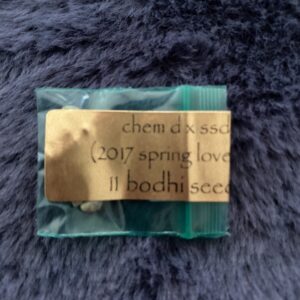 chem d x ssd
(2017 spring love
11 bodhi seed